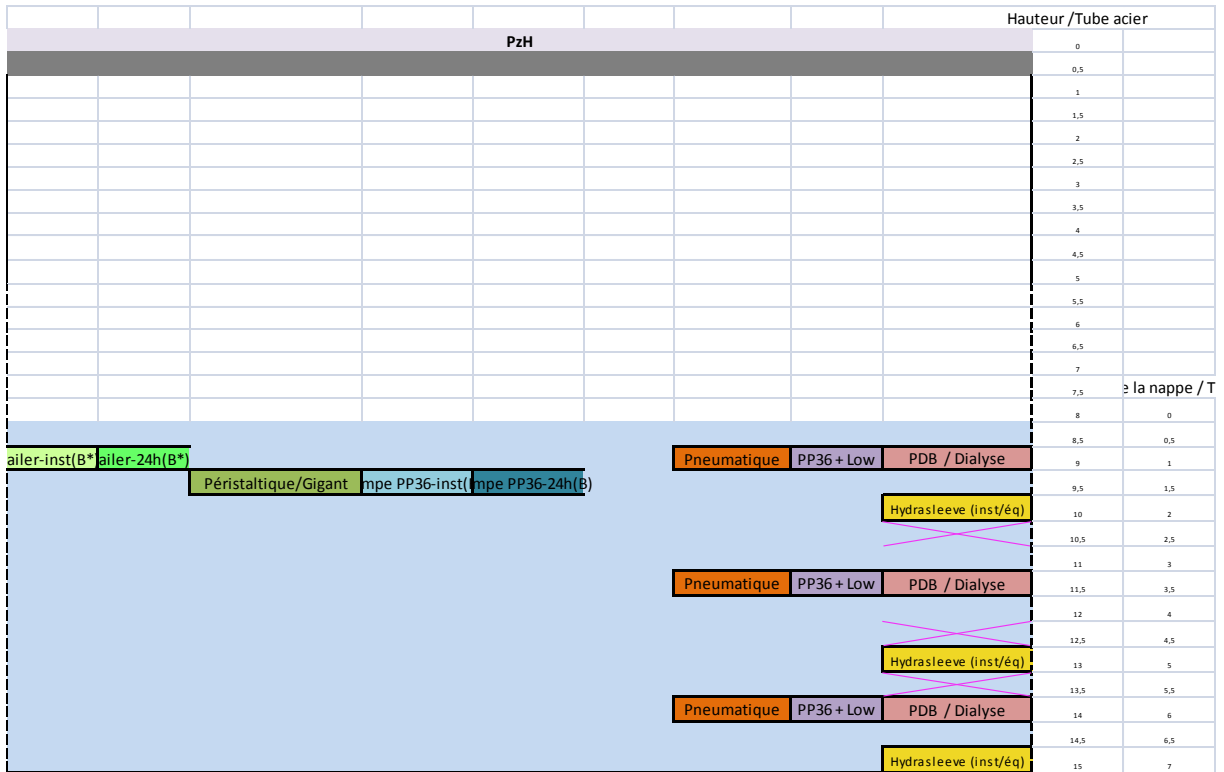 Hauteur /Tube acier
PzH
0
0,5
1
1,5
2
2,5
3
3,5
4
4,5
5
5,5
6
6,5
7
7,5 e la nappe / T
8 0
8,5 0,5
ailer-inst(B* ailer-24h(B*) Pneumatique PP36 + Low PDB / Dialyse 9 1
Péristaltique/Gigant mpe PP36-inst( mpe PP36-24h(B) 9,5 1,5
Hydrasleeve (inst/éq) 10 2
10,5 2,5
11 3
Pneumatique PP36 + Low PDB / Dialyse 11,5 3,5
12 4
12,5 4,5
Hydrasleeve (inst/éq) 13 5
13,5 5,5
Pneumatique PP36 + Low PDB / Dialyse 14 6
14,5 6,5
Hydrasleeve (inst/éq) 15 7